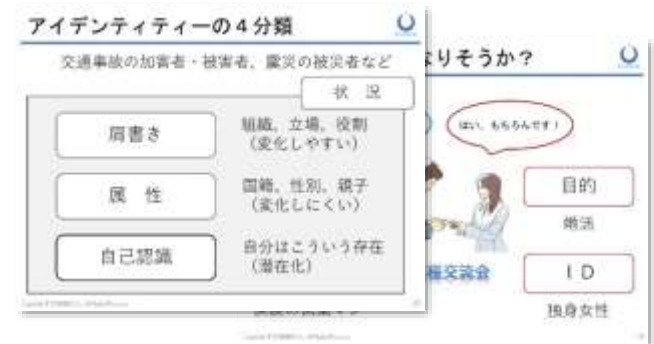 アイデンティティーの4分類
交通事故の加害者・被害者、震災の被災者など
状 況
肩書き
組織、立場、役割
（変化しやすい）
属 性
国籍、性別、親子
（変化しにくい）
自己認識
自分はこういう存在
（潜在化）
なりそうか？
はい、もちろんです！
目的
婚活
種交談会
ID
独身女性